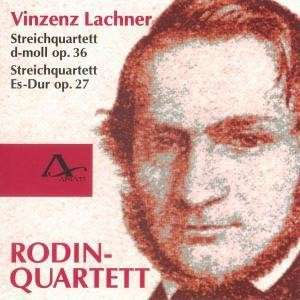 Vinzenz Lachner
Streichquartett
d-moll op. 36
Streichquartett
Es-Dur op. 27
RODIN-
QUARTETT